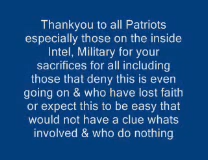 Thankyou to all Patriots
especially those on the inside
Intel, Military for your
sacrifices for all including
those that deny this is even
going on & who have lost faith
or expect this to be easy that
would not have a clue whats
involved & who do nothing